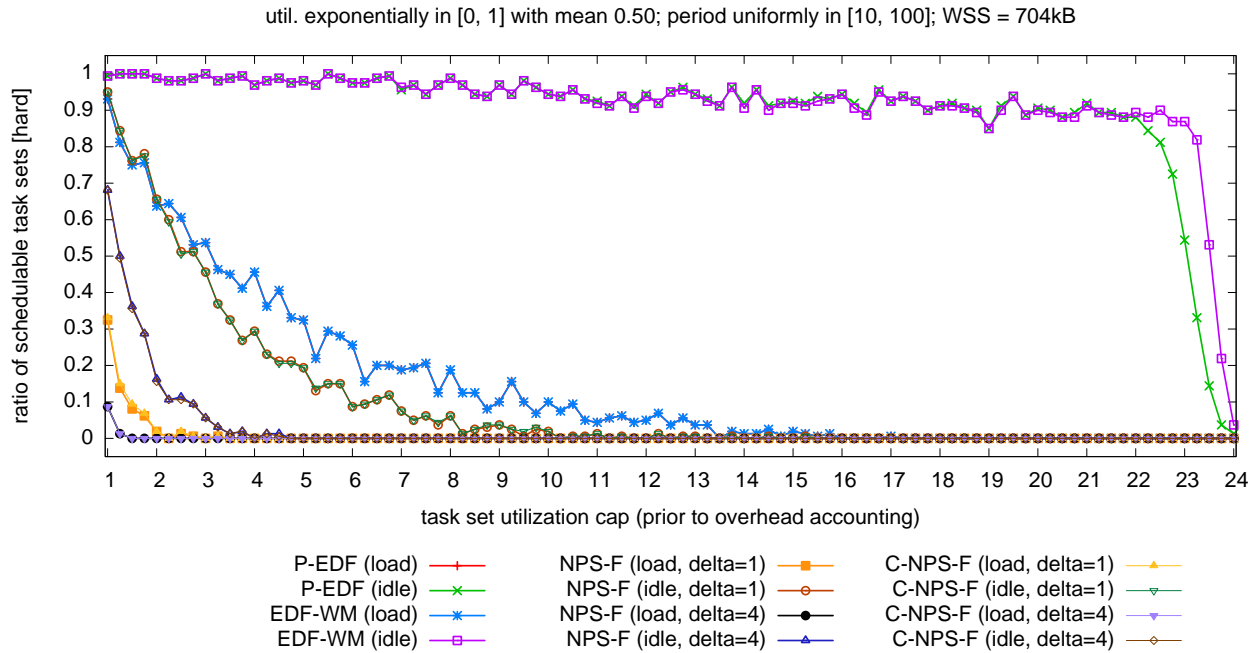 util. exponentially in [0, 1] with mean 0.50; period uniformly in [10, 100]; WSS = 704kB
ratio of schedulable task sets [hard]
1
0.9
0.8
0.7
0.6
0.5
0.4
0.3
0.2
0.1
0
1 2 3 4 5 6 7 8 9 10 11 12 13 14 15 16 17 18 19 20 21 22 23 24
task set utilization cap (prior to overhead accounting)
P-EDF (load)
P-EDF (idle)
EDF-WM (load)
EDF-WM (idle)
NPS-F (load, delta=1)
NPS-F (idle, delta=1)
NPS-F (load, delta=4)
NPS-F (idle, delta=4)
C-NPS-F (load, delta=1)
C-NPS-F (idle, delta=1)
C-NPS-F (load, delta=4)
C-NPS-F (idle, delta=4)